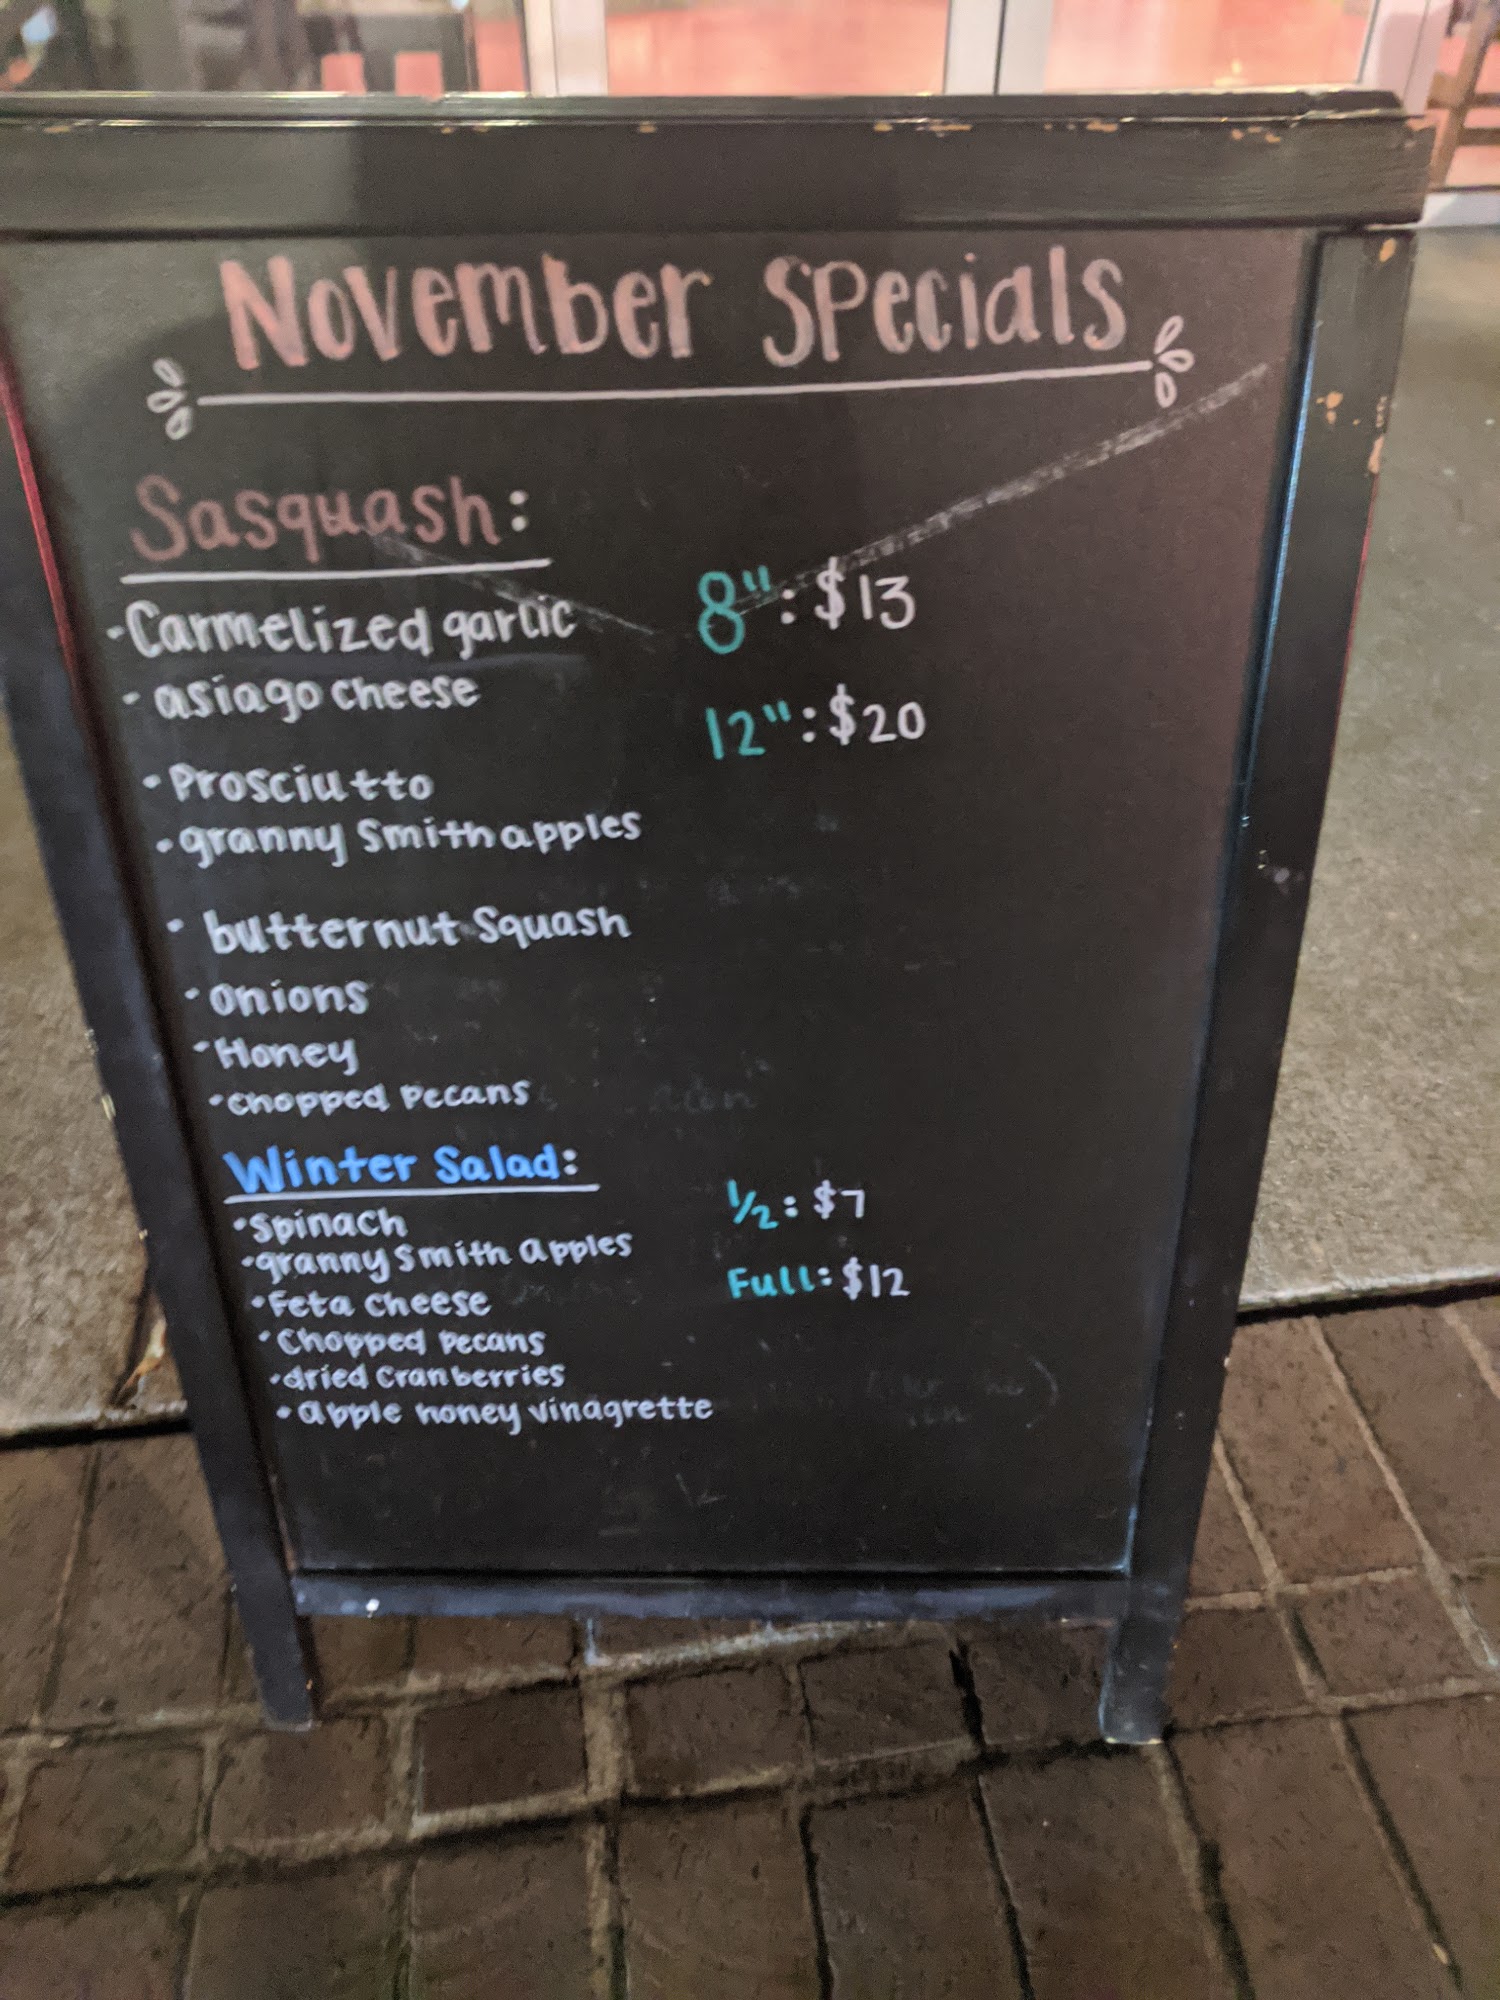 November Specials
Sasquash:
· Carmelized garlic
8": $13
· asiago cheese
12": $20
· Prosciutto
· granny Smith apples
· butternut Squash
· Onions
· Honey
· chopped Pecans
Winter Salad:
· Spinach
1/2: $7
· granny Smith apples
Full: $12
· Feta Cheese
· Chopped Pecans
· dried Cranberries
· apple honey vinagrette